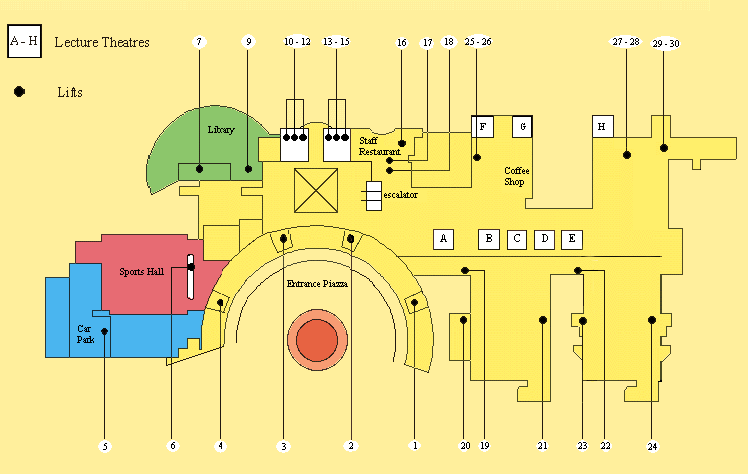 A - H Lecture Theatres
Lifts
7
9
10 - 12
13 - 15
16
17
18
25 - 26
27 - 28
29 - 30
Libary
Staff
Restaurant
F
G
H
Coffee
Shop
escalator
A
B
C
D
E
Sports Hall
Entrance Piazza
Car
Park
5
6
4
3
2
1
20
19
21
23
22
24